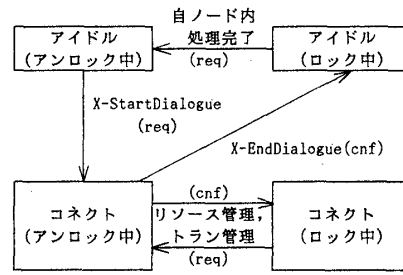 自ノード内
処理完了
(req)
アイドル
(アンロック中)
アイドル
(ロック中)
X-StartDialogue
(req)
X-EndDialogue(cnf)
コネクト
(アンロック中)
(cnf)
リソース管理,
トラン管理
(req)
コネクト
(ロック中)